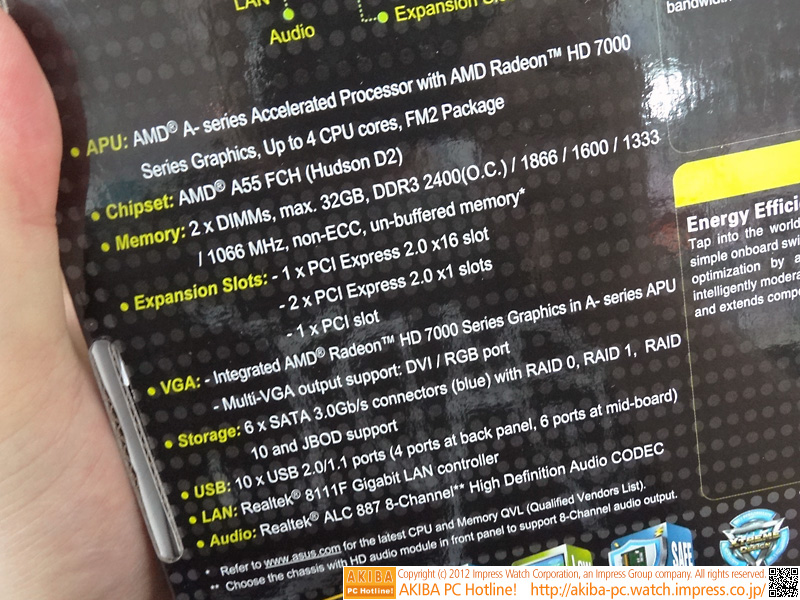 LAN
Audio
Expansion
bandwidth
• APU: AMD® A- series Accelerated Processor with AMD Radeon™ HD 7000
Series Graphics, Up to 4 CPU cores, FM2 Package
• Chipset: AMD® A55 FCH (Hudson D2)
• Memory: 2 x DIMMs, max. 32GB, DDR3 2400(O.C.) / 1866 / 1600 / 1333
/ 1066 MHz, non-ECC, un-buffered memory*
• Expansion Slots: - 1 x PCI Express 2.0 x16 slot
- 2 x PCI Express 2.0 x1 slots
- 1 x PCI slot
• VGA: - Integrated AMD® Radeon™ HD 7000 Series Graphics in A- series APU
- Multi-VGA output support: DVI / RGB port
• Storage: 6 x SATA 3.0Gb/s connectors (blue) with RAID 0, RAID 1, RAID
10 and JBOD support
• USB: 10 x USB 2.0/1.1 ports (4 ports at back panel, 6 ports at mid-board)
• LAN: Realtek® 8111F Gigabit LAN controller
• Audio: Realtek® ALC 887 8-Channel** High Definition Audio CODEC
* Refer to www.asus.com for the latest CPU and Memory QVL (Qualified Vendors List).
** Choose the chassis with HD audio module in front panel to support 8-Channel audio output.
Energy Effici
Tap into the world
simple onboard swi
optimization by a
intelligently modera
and extends compo
SAFE
XTREME
AKIBA
PC Hotline!
Copyright (c) 2012 Impress Watch Corporation, an Impress Group company. All rights reserved.
AKIBA PC Hotline! http://akiba-pc.watch.impress.co.jp/